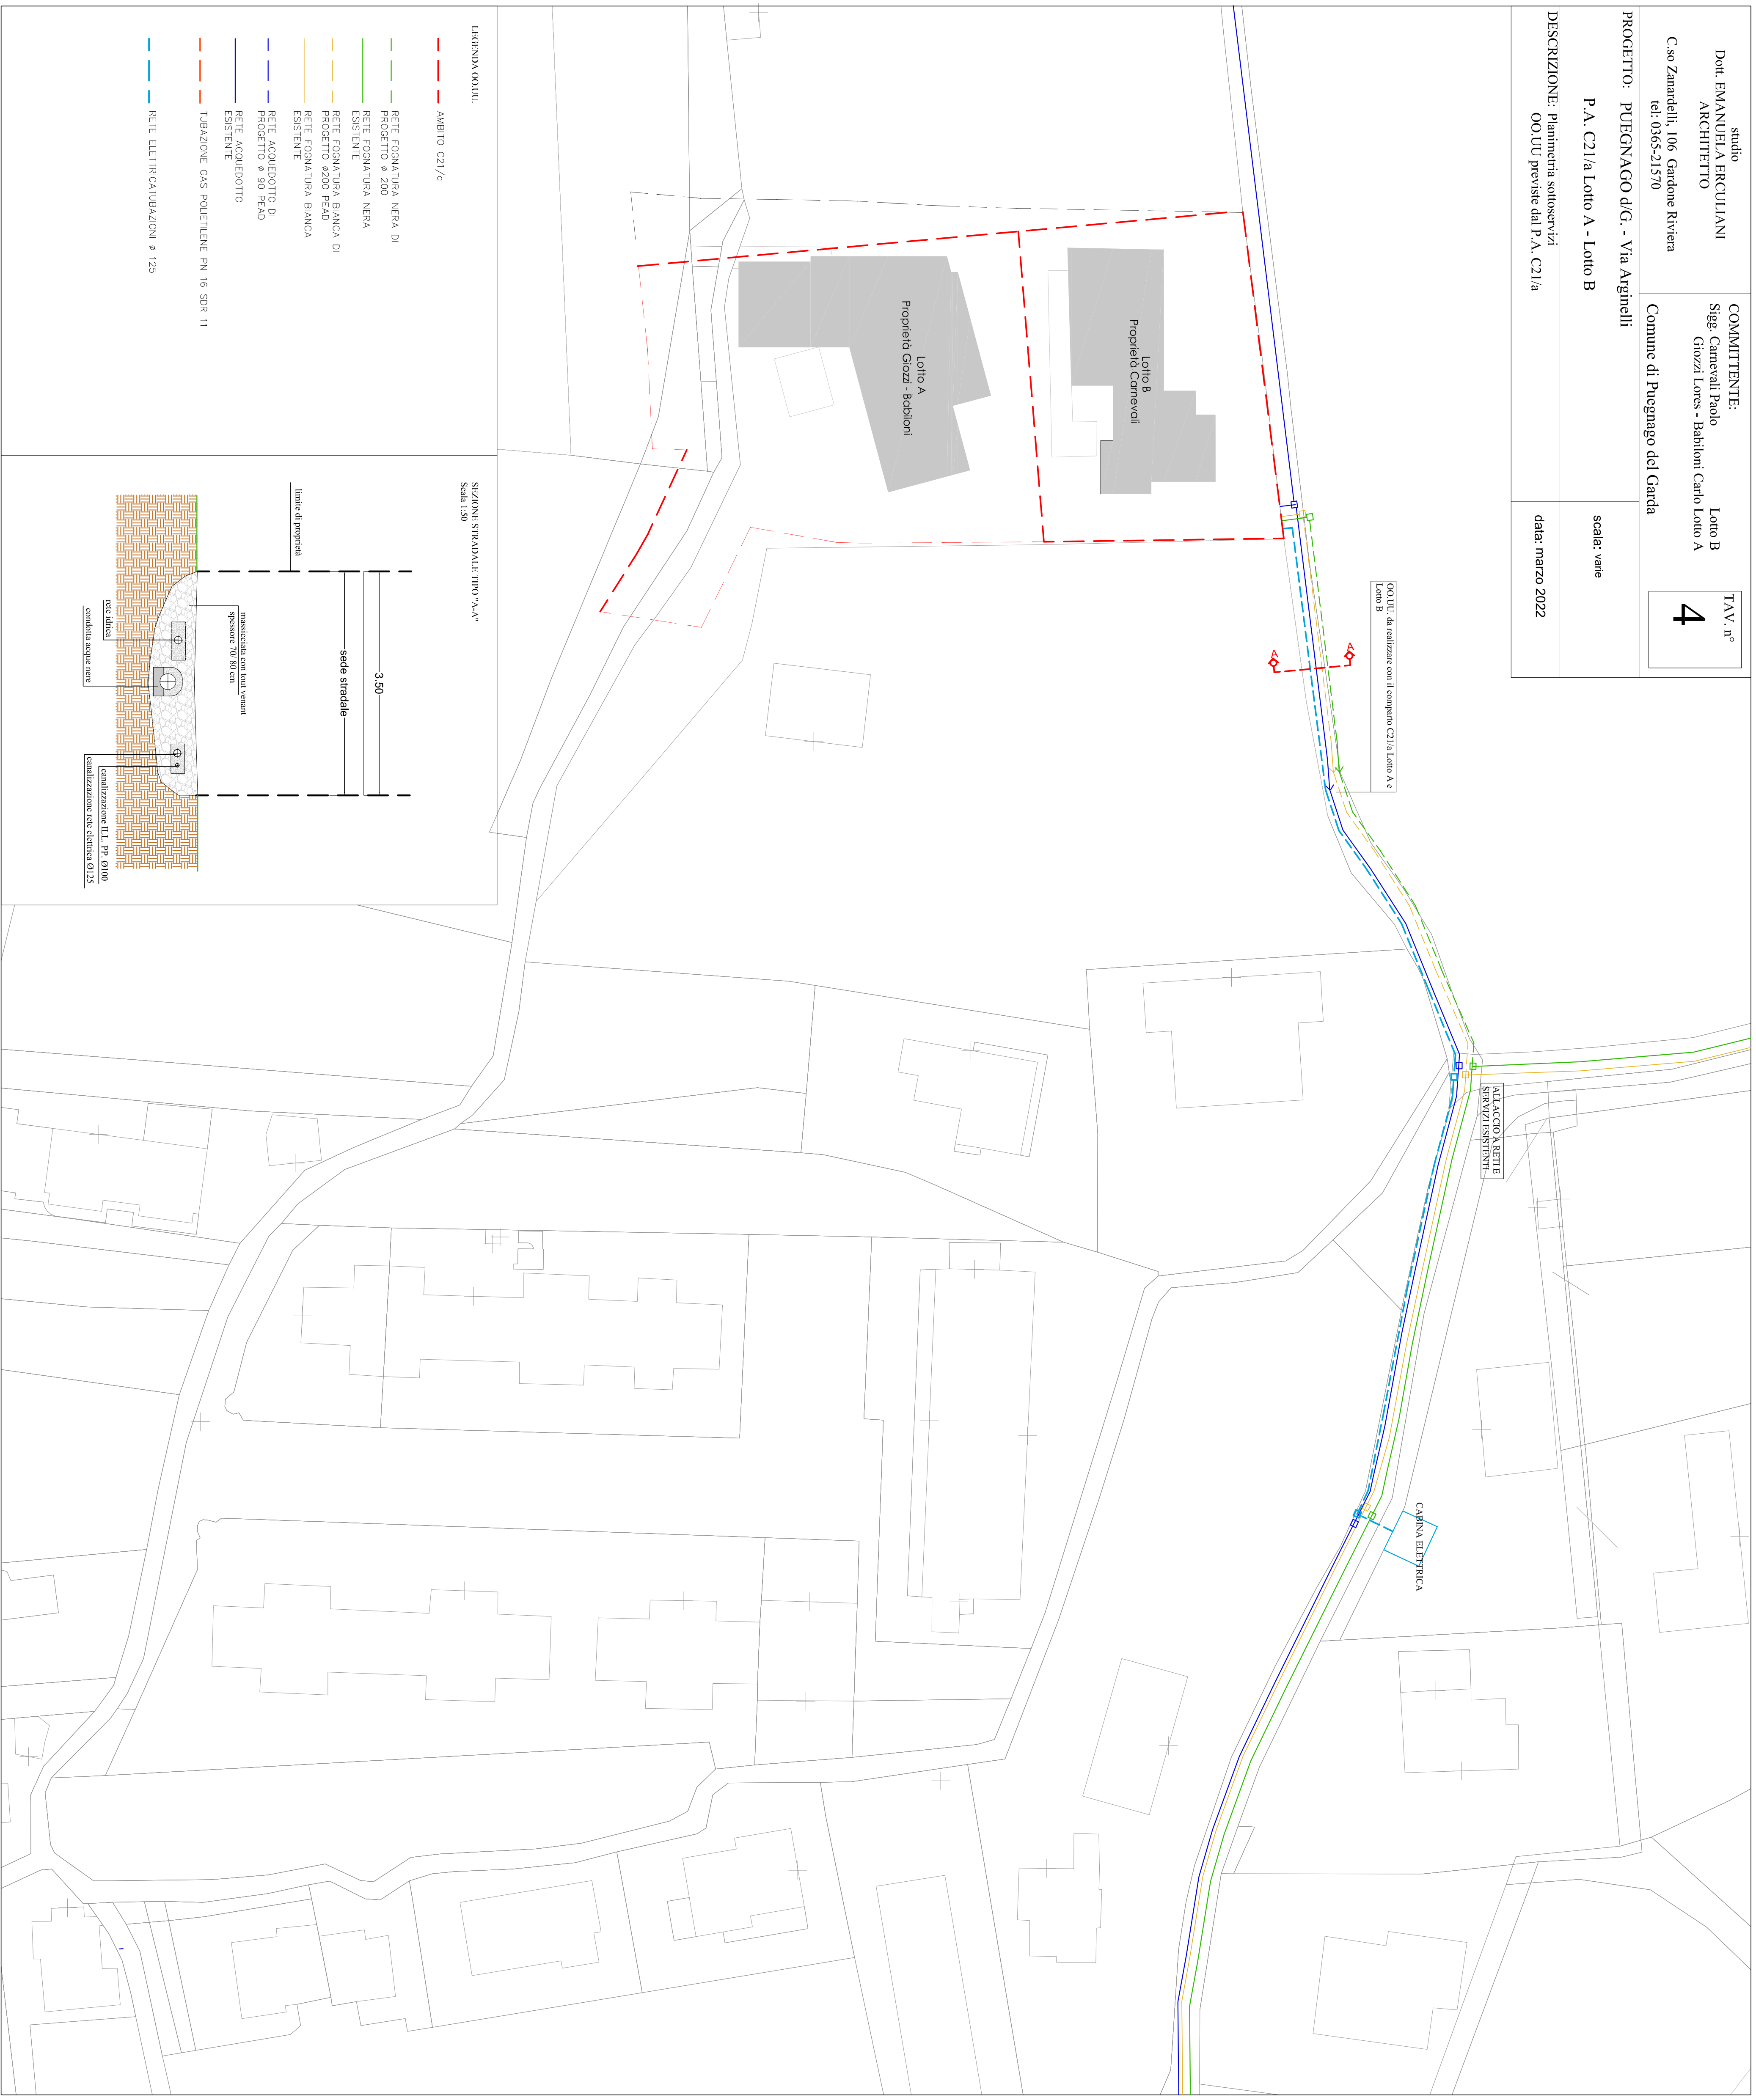 studio
Dott. EMANUELA ERCULIANI
ARCHITETTO
C.so Zanardelli, 106 Gardone Riviera
tel: 0365-21570
COMMITTENTE:
Sigg. Carnevali Paolo Lotto B
Giozzi Lores - Babiloni Carlo Lotto A
Comune di Puegnago del Garda
TAV. n°
4
PROGETTO: PUEGNAGO d/G. - Via Arginelli
P.A. C21/a Lotto A - Lotto B
scala: varie
DESCRIZIONE: Planimetria sottoservizi
OO.UU previste dal P.A. C21/a
data: marzo 2022
OO.UU. da realizzare con il comparto C21/a Lotto A e
Lotto B
A
A
ALLACCIO A RETI E
SERVIZI ESISTENTI
CABINA ELETTRICA
Lotto B
Proprietà Carnevali
Lotto A
Proprietà Giozzi - Babiloni
LEGENDA OO.UU.
AMBITO C21/a
RETE FOGNATURA NERA DI
PROGETTO ø 200
RETE FOGNATURA NERA
ESISTENTE
RETE FOGNATURA BIANCA DI
PROGETTO ø200 PEAD
RETE FOGNATURA BIANCA
ESISTENTE
RETE ACQUEDOTTO DI
PROGETTO ø 90 PEAD
RETE ACQUEDOTTO
ESISTENTE
TUBAZIONE GAS POLIETILENE PN 16 SDR 11
RETE ELETTRICATUBAZIONI ø 125
SEZIONE STRADALE TIPO "A-A"
Scala 1:50
3.50
sede stradale
limite di proprietà
massicciata con tout venant
spessore 70/ 80 cm
rete idrica
condotta acque nere
canalizzazione ILL. PP. Ø100
canalizzazione rete elettrica Ø125